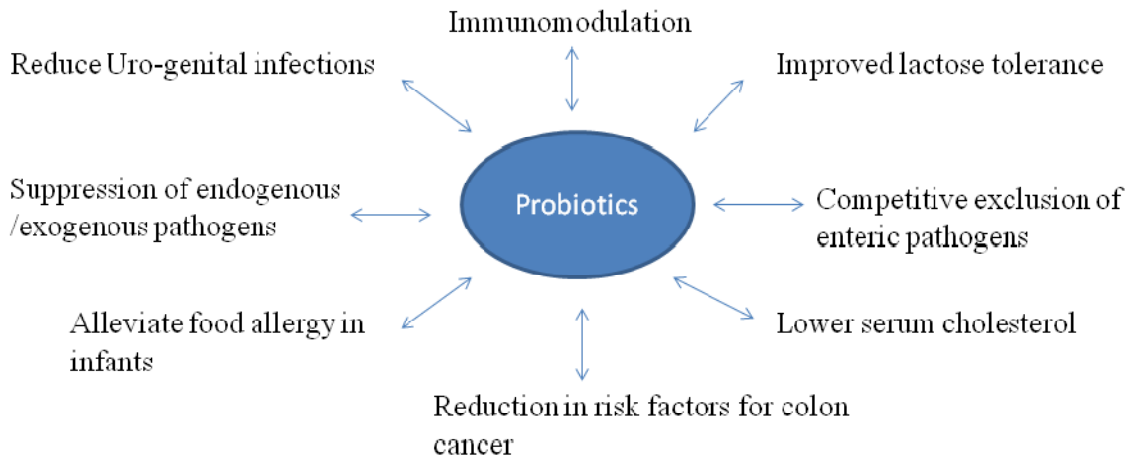 Immunomodulation
Reduce Uro-genital infections
Improved lactose tolerance
Suppression of endogenous
/exogenous pathogens
Probiotics
Competitive exclusion of
enteric pathogens
Alleviate food allergy in
infants
Lower serum cholesterol
Reduction in risk factors for colon
cancer